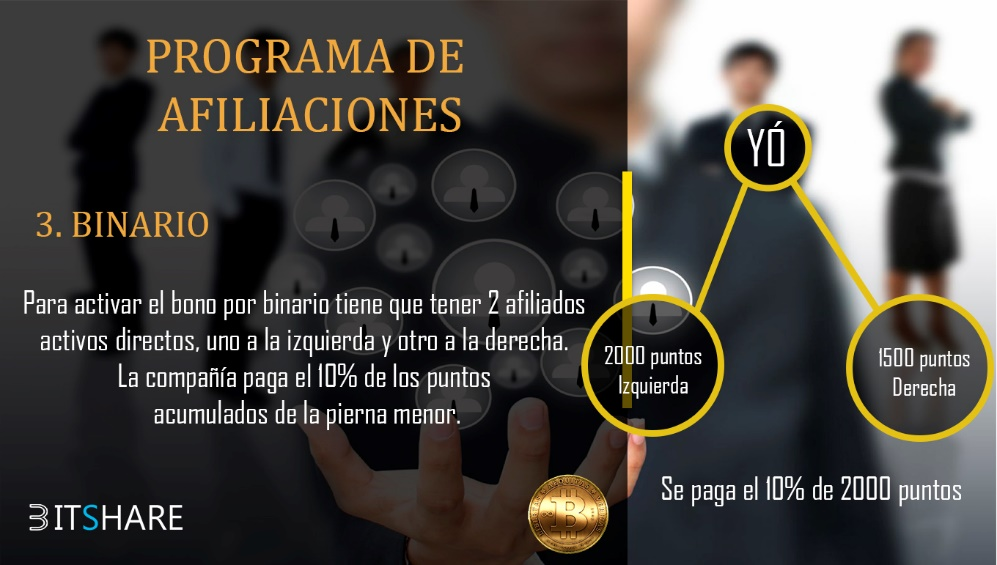 PROGRAMA DE
AFILIACIONES
3. BINARIO
Para activar el bono por binario tiene que tener 2 afiliados
activos directos, uno a la izquierda y otro a la derecha.
La compañía paga el 10% de los puntos
acumulados de la pierna menor.
BITSHARE
YÓ
2000 puntos
Izquierda
1500 puntos
Derecha
Se paga el 10% de 2000 puntos